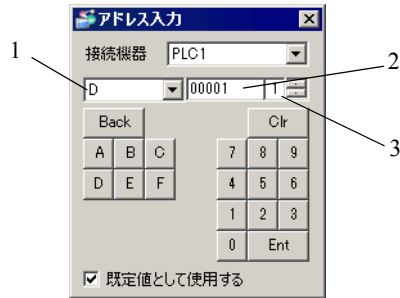 アドレス入力
1
接続機器 PLC1
2
D 00001 1
3
Back Clr
A B C 7 8 9
D E F 4 5 6
1 2 3
0 Ent
既定値として使用する